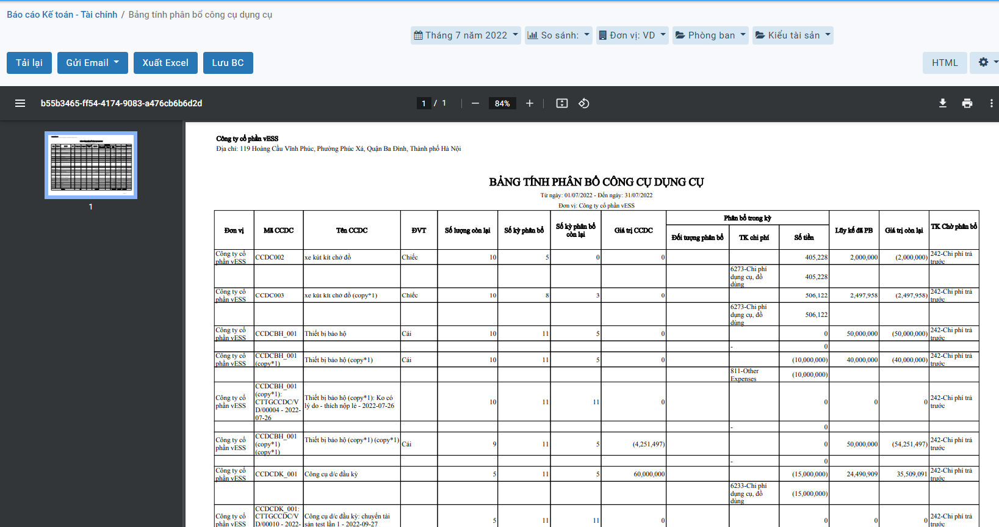 Báo cáo Kế toán - Tài chính / Bảng tính phân bổ công cụ dụng cụ
Tháng 7 năm 2022 So sánh: Đơn vị: VD Phòng ban Kiểu tài sản
Tải lại Gửi Email Xuất Excel Lưu BC HTML
b55b3465-ff54-4174-9083-a476cb6b6d2d 1 / 1 — 84% +
1
Công ty cổ phần vESS
Địa chỉ: 119 Hoàng Cầu Vĩnh Phúc, Phường Phúc Xá, Quận Ba Đình, Thành phố Hà Nội
BẢNG TÍNH PHÂN BỔ CÔNG CỤ DỤNG CỤ
Từ ngày: 01/07/2022 - Đến ngày: 31/07/2022
Đơn vị: Công ty cổ phần vESS
Đơn vị Mã CCDC Tên CCDC ĐVT Số lượng còn lại Số kỳ phân bổ Số kỳ phân bổ còn lại Giá trị CCDC Phân bổ trong kỳ Lũy kế đã PB Giá trị còn lại TK Chờ phân bổ
Đối tượng phân bổ TK chi phí Số tiền
Công ty cổ phần vESS CCDC002 xe kút kít chở đồ Chiếc 10 5 0 0 405,228 2,000,000 (2,000,000) 242-Chi phí trả trước
6273-Chi phí dụng cụ, đồ dùng 405,228
Công ty cổ phần vESS CCDC003 xe kút kít chở đồ (copy*1) Chiếc 10 8 3 0 506,122 2,497,958 (2,497,958) 242-Chi phí trả trước
6273-Chi phí dụng cụ, đồ dùng 506,122
Công ty cổ phần vESS CCDCBH_001 Thiết bị bảo hộ Cái 10 11 5 0 0 50,000,000 (50,000,000) 242-Chi phí trả trước
- 0
Công ty cổ phần vESS CCDCBH_001 (copy*1) Thiết bị bảo hộ (copy*1) Cái 10 11 5 0 (10,000,000) 40,000,000 (40,000,000) 242-Chi phí trả trước
811-Other Expenses (10,000,000)
Công ty cổ phần vESS CCDCBH_001 (copy*1): CTTGCCDC/VD/00004 - 2022-07-26 Thiết bị bảo hộ (copy*1): Ko có lý do - thích nộp lẻ - 2022-07-26 10 11 11 0 0 0 0 242-Chi phí trả trước
- 0
Công ty cổ phần vESS CCDCBH_001 (copy*1) (copy*1) Thiết bị bảo hộ (copy*1) (copy*1) Cái 9 11 5 (4,251,497) 0 50,000,000 (54,251,497) 242-Chi phí trả trước
- 0
Công ty cổ phần vESS CCDCDK_001 Công cụ d/c đầu kỳ 5 11 5 60,000,000 (15,000,000) 24,490,909 35,509,091 242-Chi phí trả trước
6233-Chi phí dụng cụ, đồ dùng (15,000,000)
Công ty cổ phần vESS CCDCDK_001: CTTGCCDC/VD/00010 - 2022- Công cụ d/c đầu kỳ: chuyển tài sản test lần 1 - 2022-09-27 5 11 11 0 0 0 0 242-Chi phí trả trước